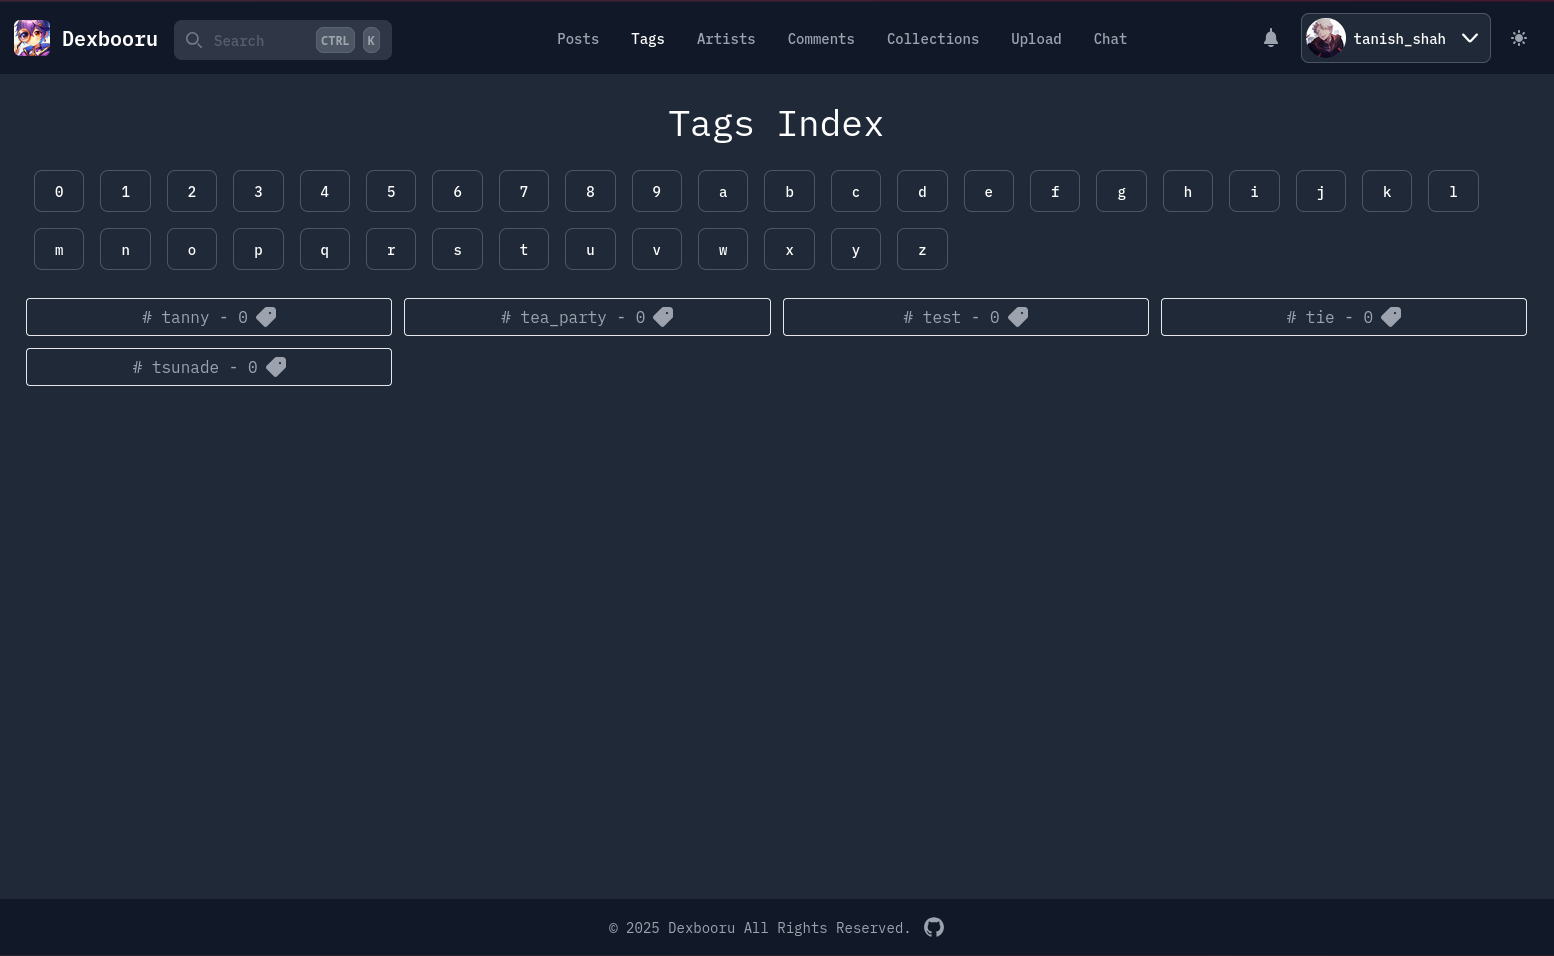 Dexbooru Search CTRL K Posts Tags Artists Comments Collections Upload Chat tanish_shah
Tags Index
0 1 2 3 4 5 6 7 8 9 a b c d e f g h i j k l
m n o p q r s t u v w x y z
# tanny - 0 # tea_party - 0 # test - 0 # tie - 0
# tsunade - 0
© 2025 Dexbooru All Rights Reserved.